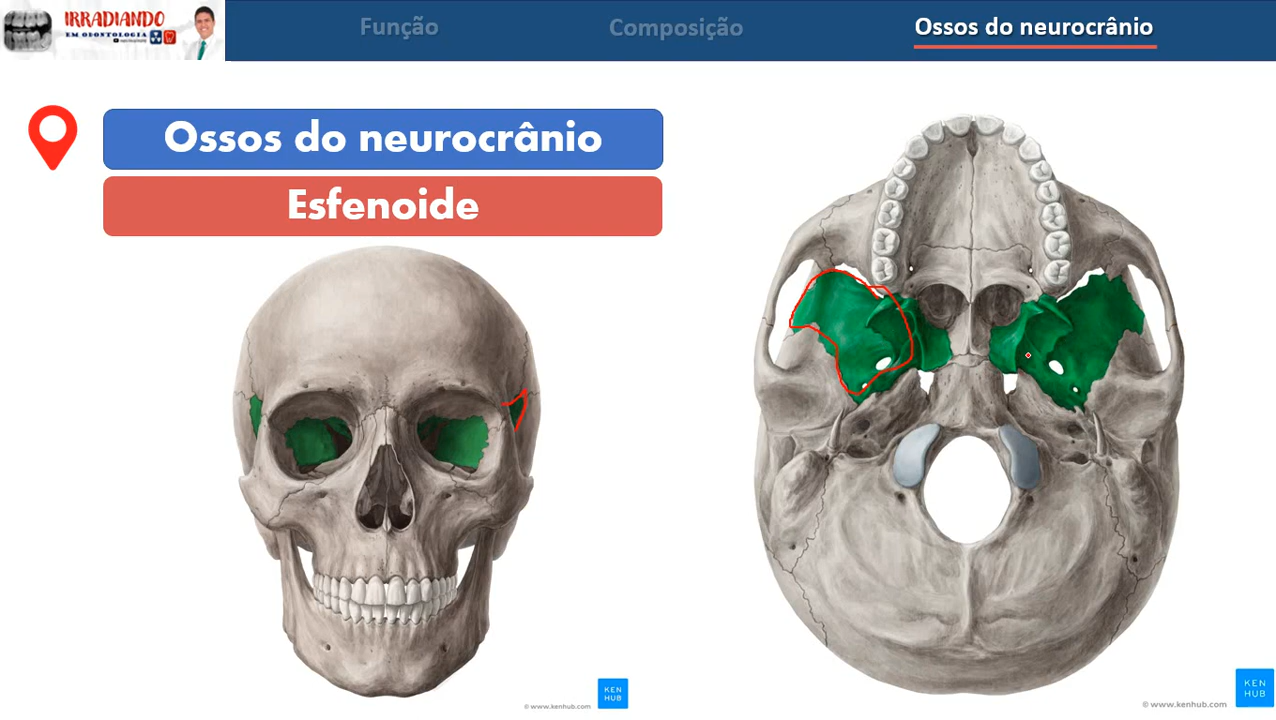 IRRADIANDO
EM ODONTOLOGIA
Função
Composição
Ossos do neurocrânio
Ossos do neurocrânio
Esfenoide
© www.kenhub.com
KEN
HUB
© www.kenhub.com
KEN
HUB